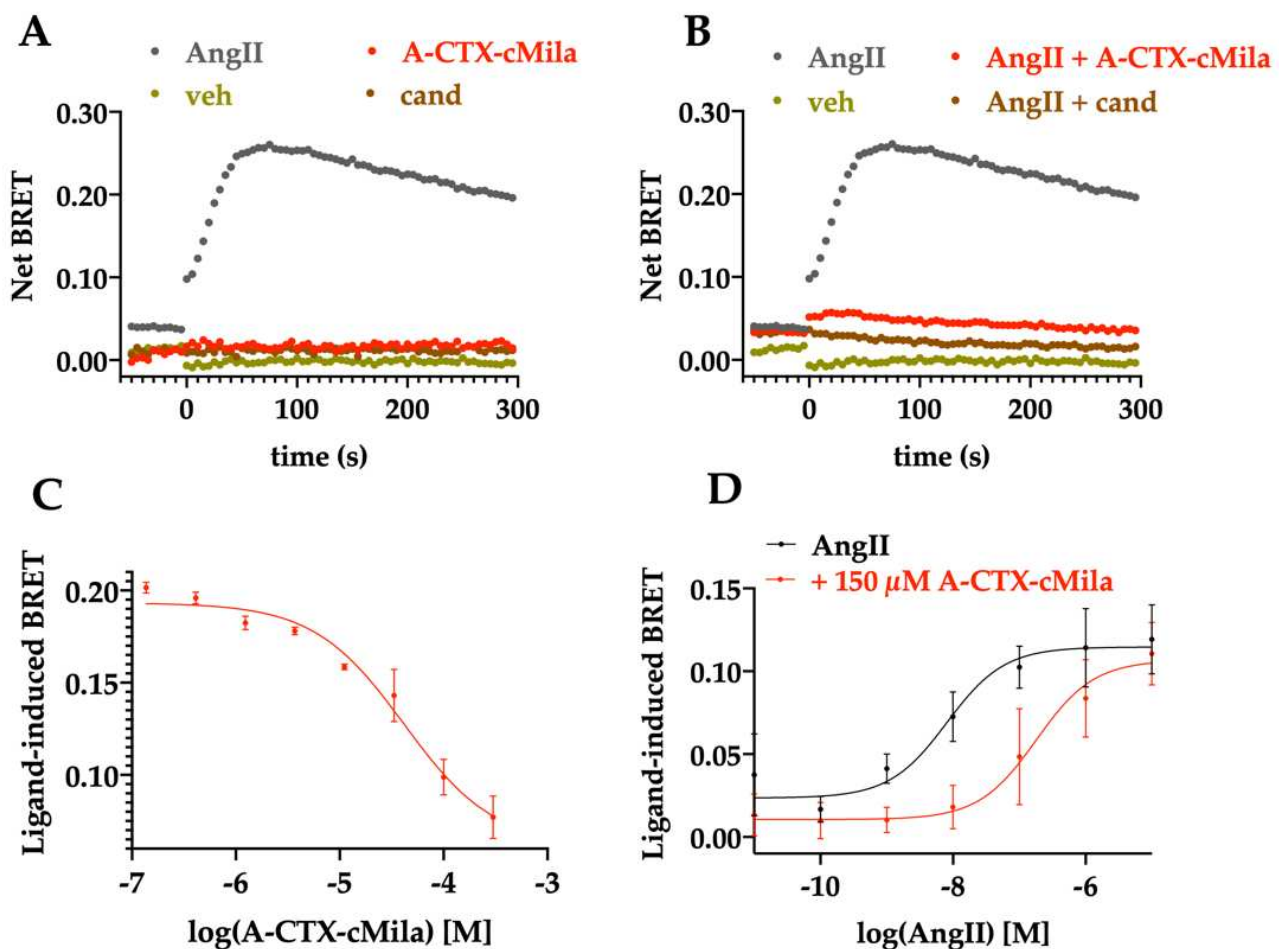 A
AngII
A-CTX-cMila
veh
cand
0.30
0.20
0.10
0.00
Net BRET
0
100
200
300
time (s)
B
AngII
AngII + A-CTX-cMila
veh
AngII + cand
0.30
0.20
0.10
0.00
Net BRET
0
100
200
300
time (s)
C
0.20
0.15
0.10
Ligand-induced BRET
-7
-6
-5
-4
-3
log(A-CTX-cMila) [M]
D
AngII
+ 150 µM A-CTX-cMila
0.15
0.10
0.05
0.00
Ligand-induced BRET
-10
-8
-6
log(AngII) [M]